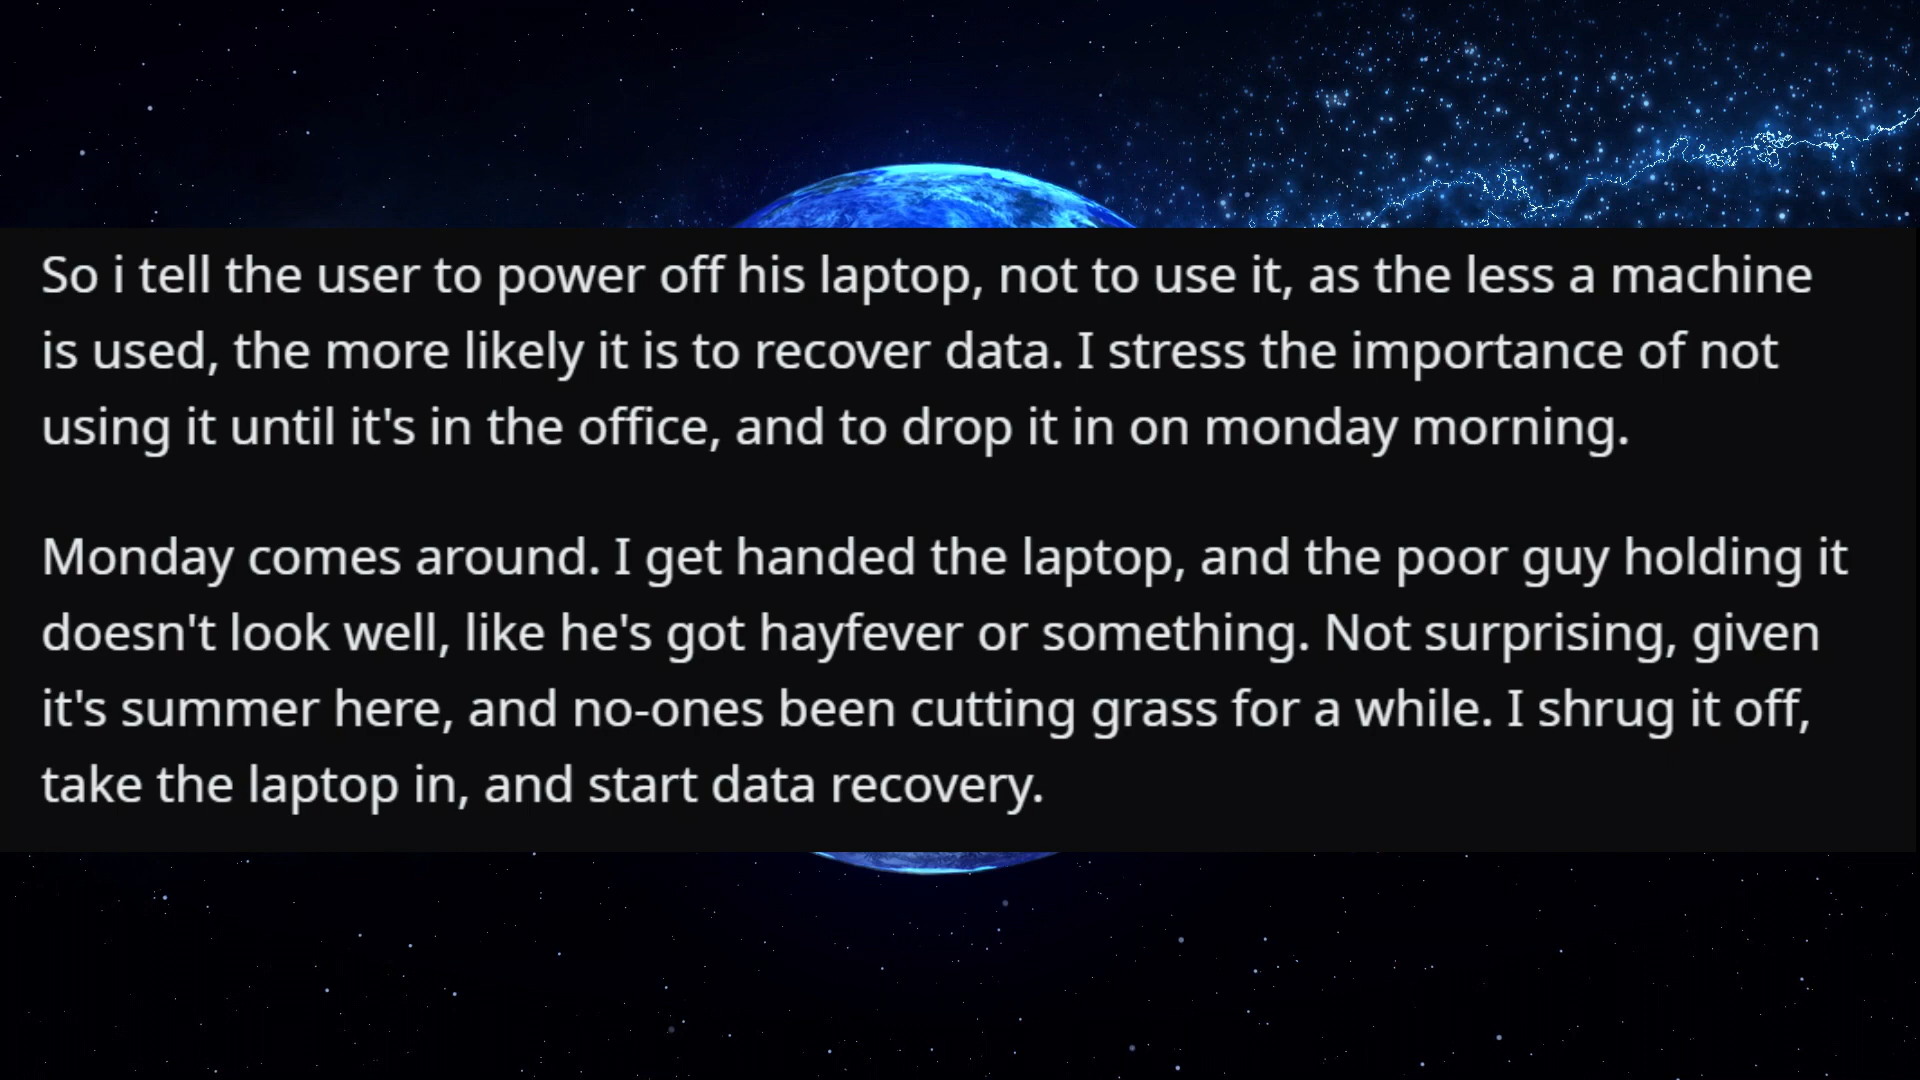 So i tell the user to power off his laptop, not to use it, as the less a machine
is used, the more likely it is to recover data. I stress the importance of not
using it until it's in the office, and to drop it in on monday morning.
Monday comes around. I get handed the laptop, and the poor guy holding it
doesn't look well, like he's got hayfever or something. Not surprising, given
it's summer here, and no-ones been cutting grass for a while. I shrug it off,
take the laptop in, and start data recovery.